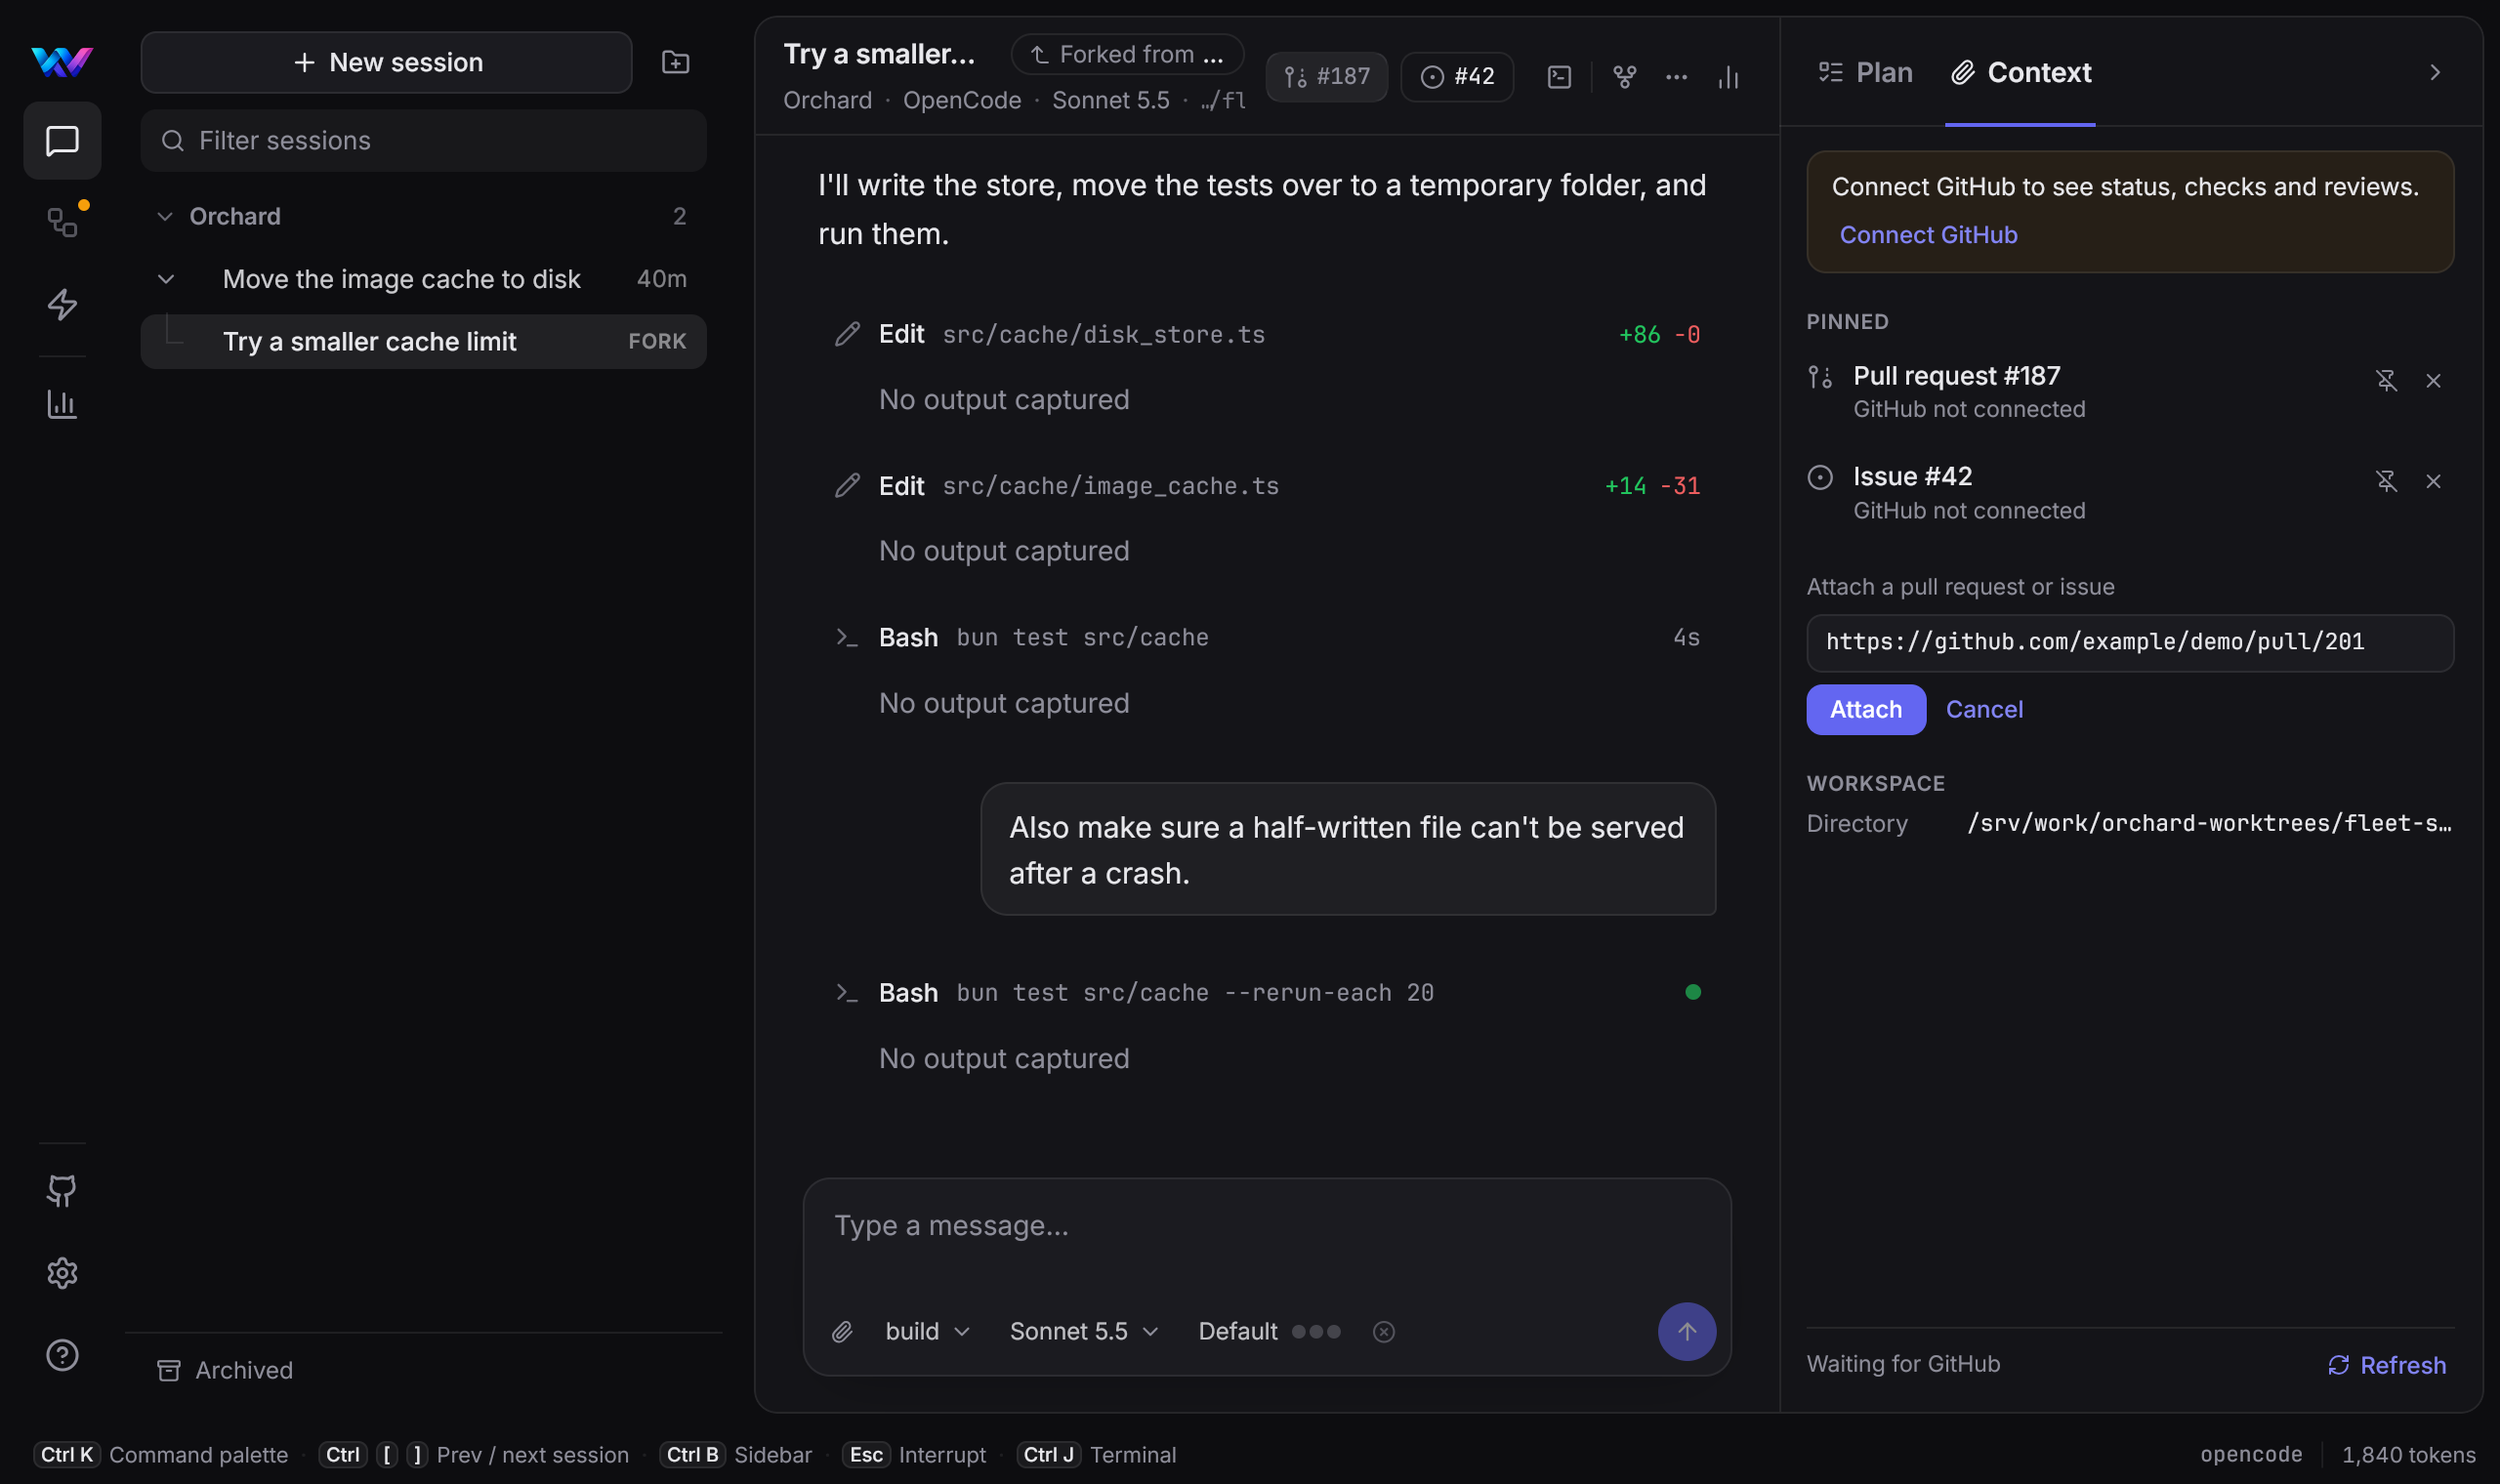 New session
Filter sessions
Orchard 2
Move the image cache to disk 40m
Try a smaller cache limit FORK
Archived
Try a smaller... Forked from ...
Orchard · OpenCode · Sonnet 5.5 · …/fl
#187
#42
I'll write the store, move the tests over to a temporary folder, and
run them.
Edit src/cache/disk_store.ts +86 -0
No output captured
Edit src/cache/image_cache.ts +14 -31
No output captured
Bash bun test src/cache 4s
No output captured
Also make sure a half-written file can't be served
after a crash.
Bash bun test src/cache --rerun-each 20
No output captured
Type a message...
build Sonnet 5.5 Default
Plan Context
Connect GitHub to see status, checks and reviews.
Connect GitHub
PINNED
Pull request #187
GitHub not connected
Issue #42
GitHub not connected
Attach a pull request or issue
https://github.com/example/demo/pull/201
Attach Cancel
WORKSPACE
Directory /srv/work/orchard-worktrees/fleet-s…
Waiting for GitHub Refresh
Ctrl K Command palette · Ctrl [ ] Prev / next session · Ctrl B Sidebar · Esc Interrupt · Ctrl J Terminal
opencode 1,840 tokens